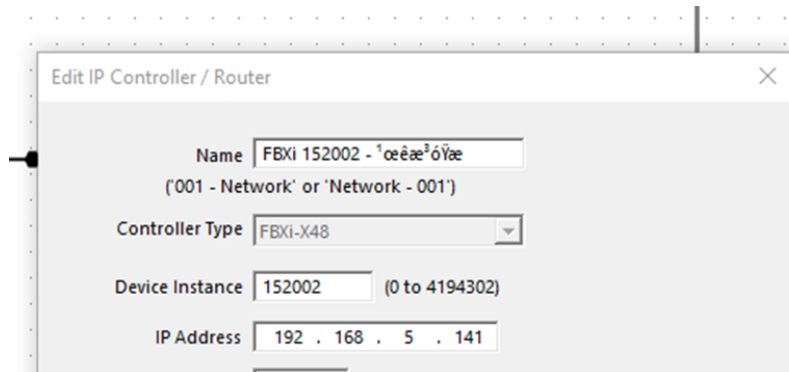 Edit IP Controller / Router
Name FBXi 152002 - ¹œêæ³óŸæ
('001 - Network' or 'Network - 001')
Controller Type FBXi-X48
Device Instance 152002 (0 to 4194302)
IP Address 192 . 168 . 5 . 141